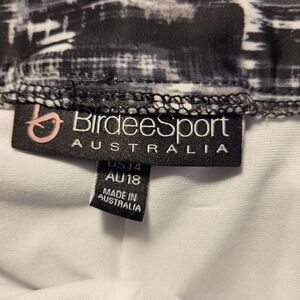 BirdeeSport
AUSTRALIA
US14
AU18
MADE IN
AUSTRALIA